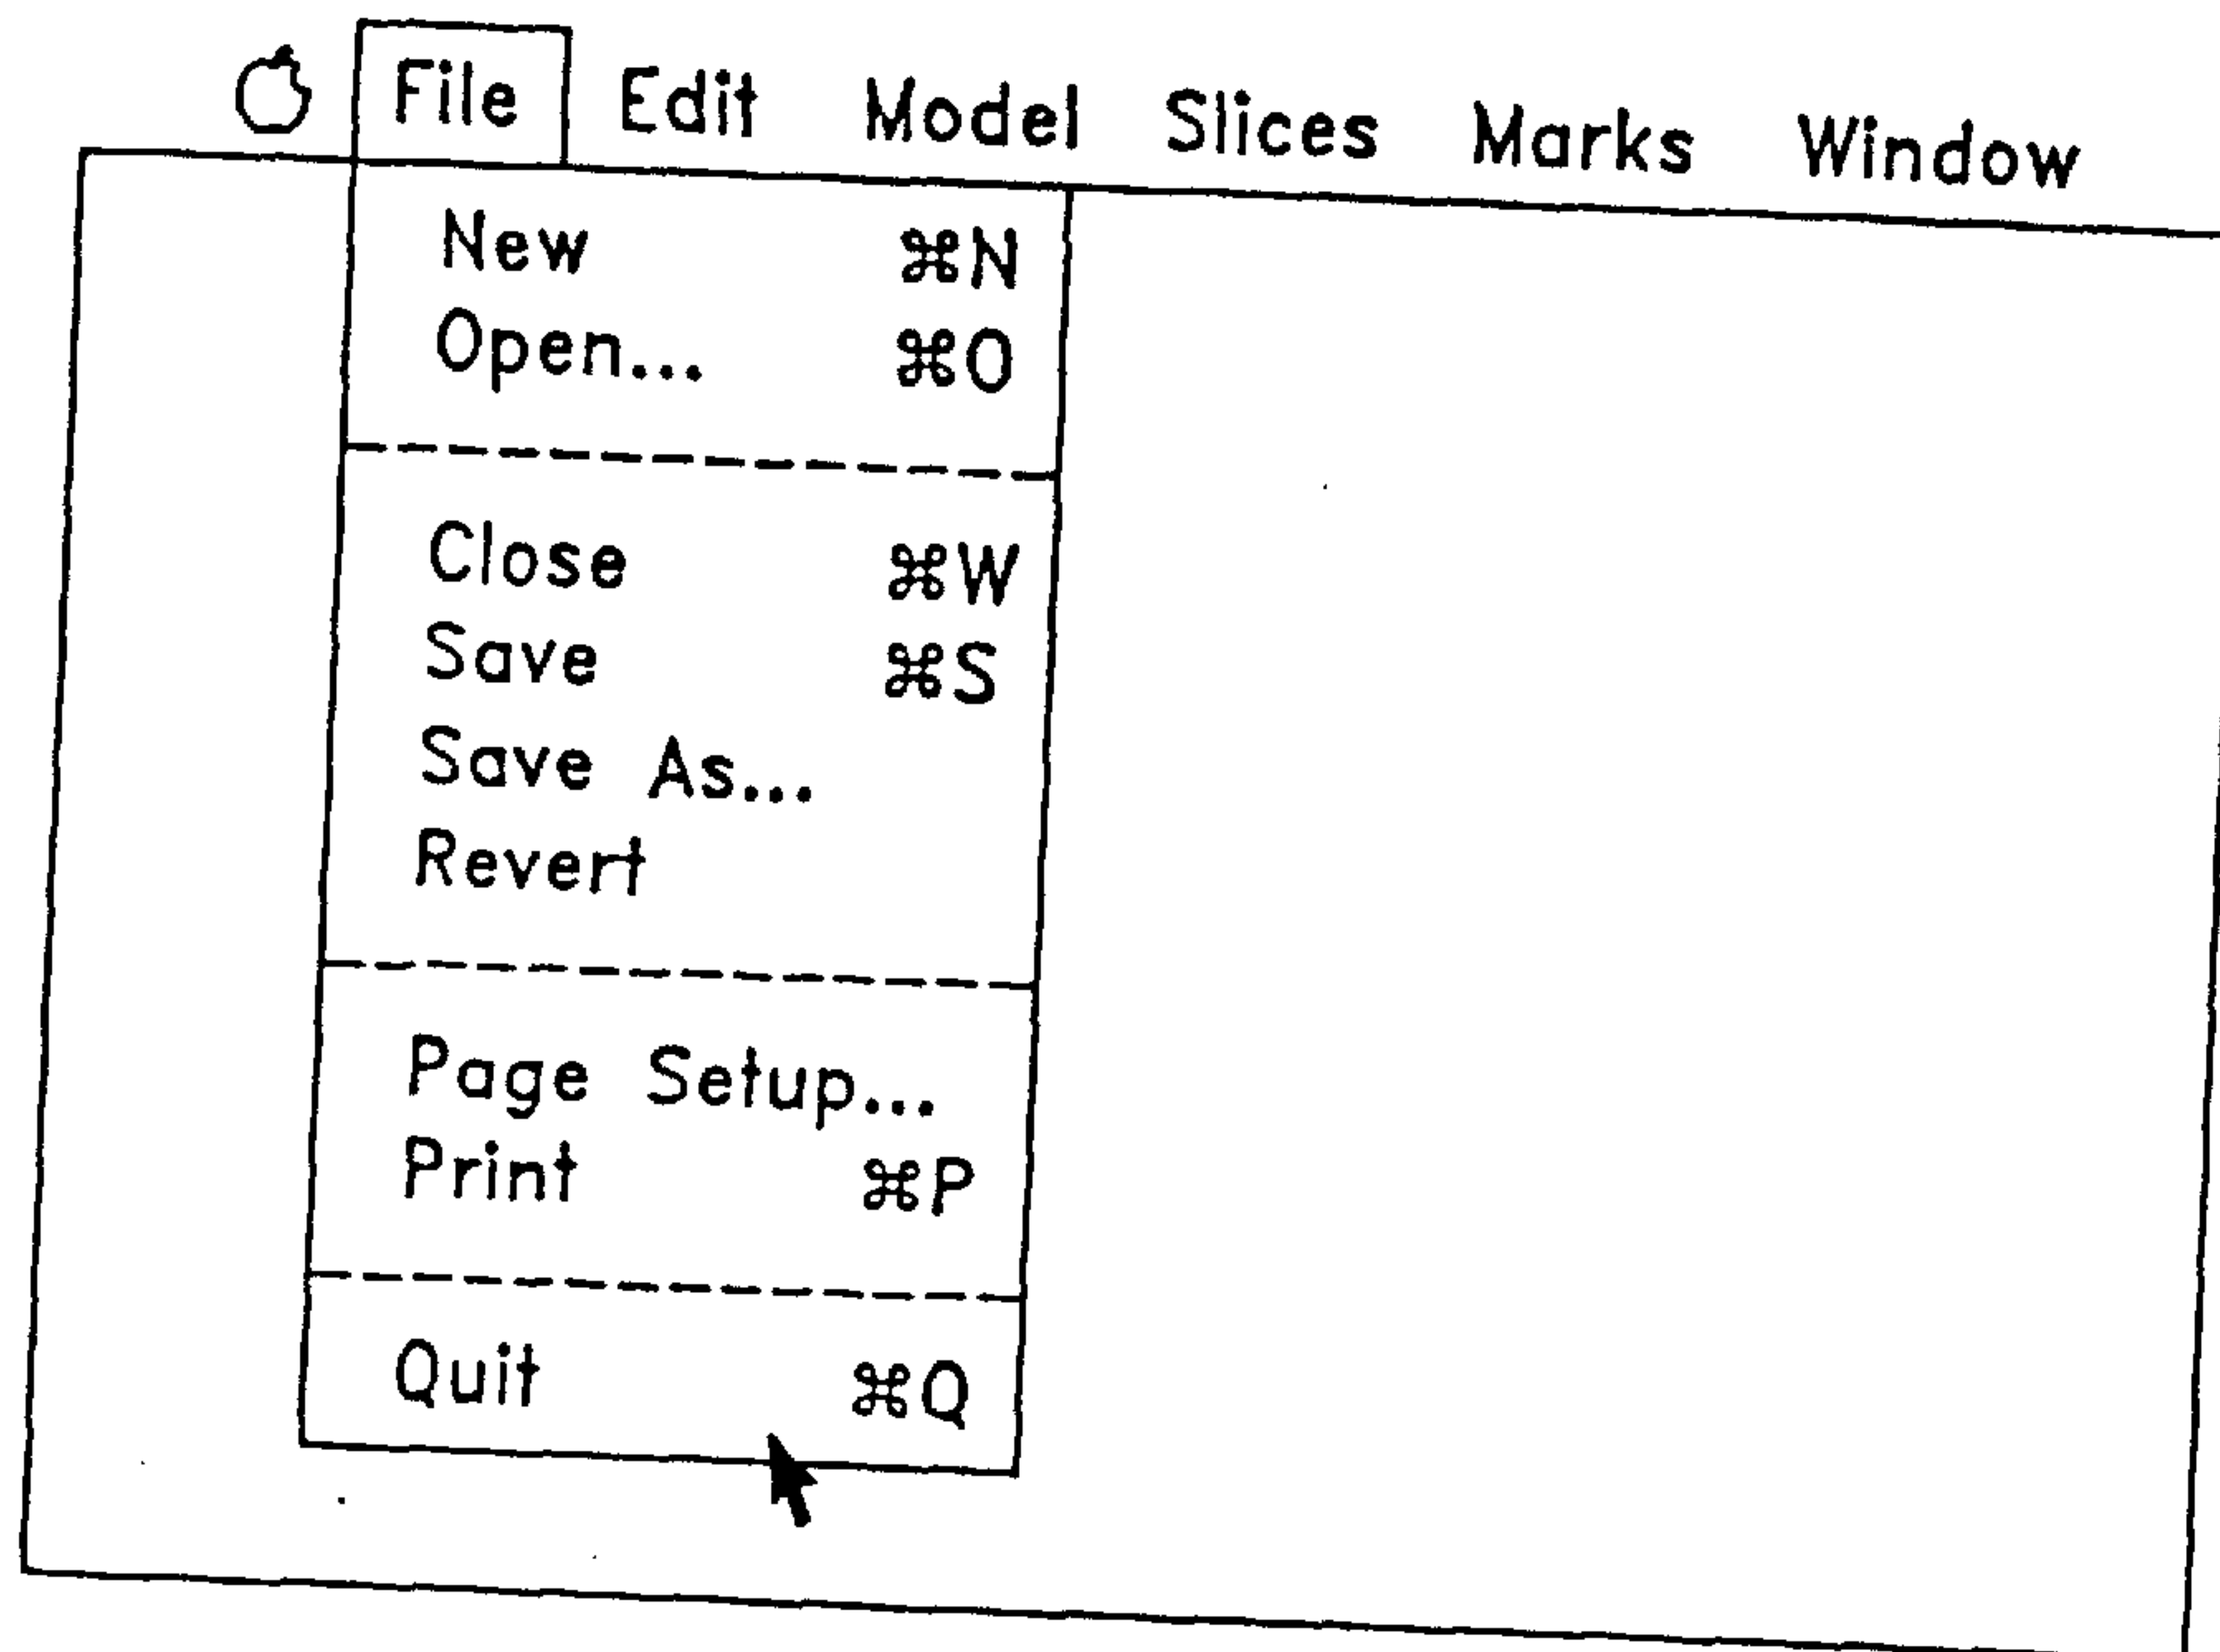 File Edit Model Slices Marks Window
New ⌘N
Open... ⌘O
Close ⌘W
Save ⌘S
Save As...
Revert
Page Setup...
Print ⌘P
Quit ⌘Q